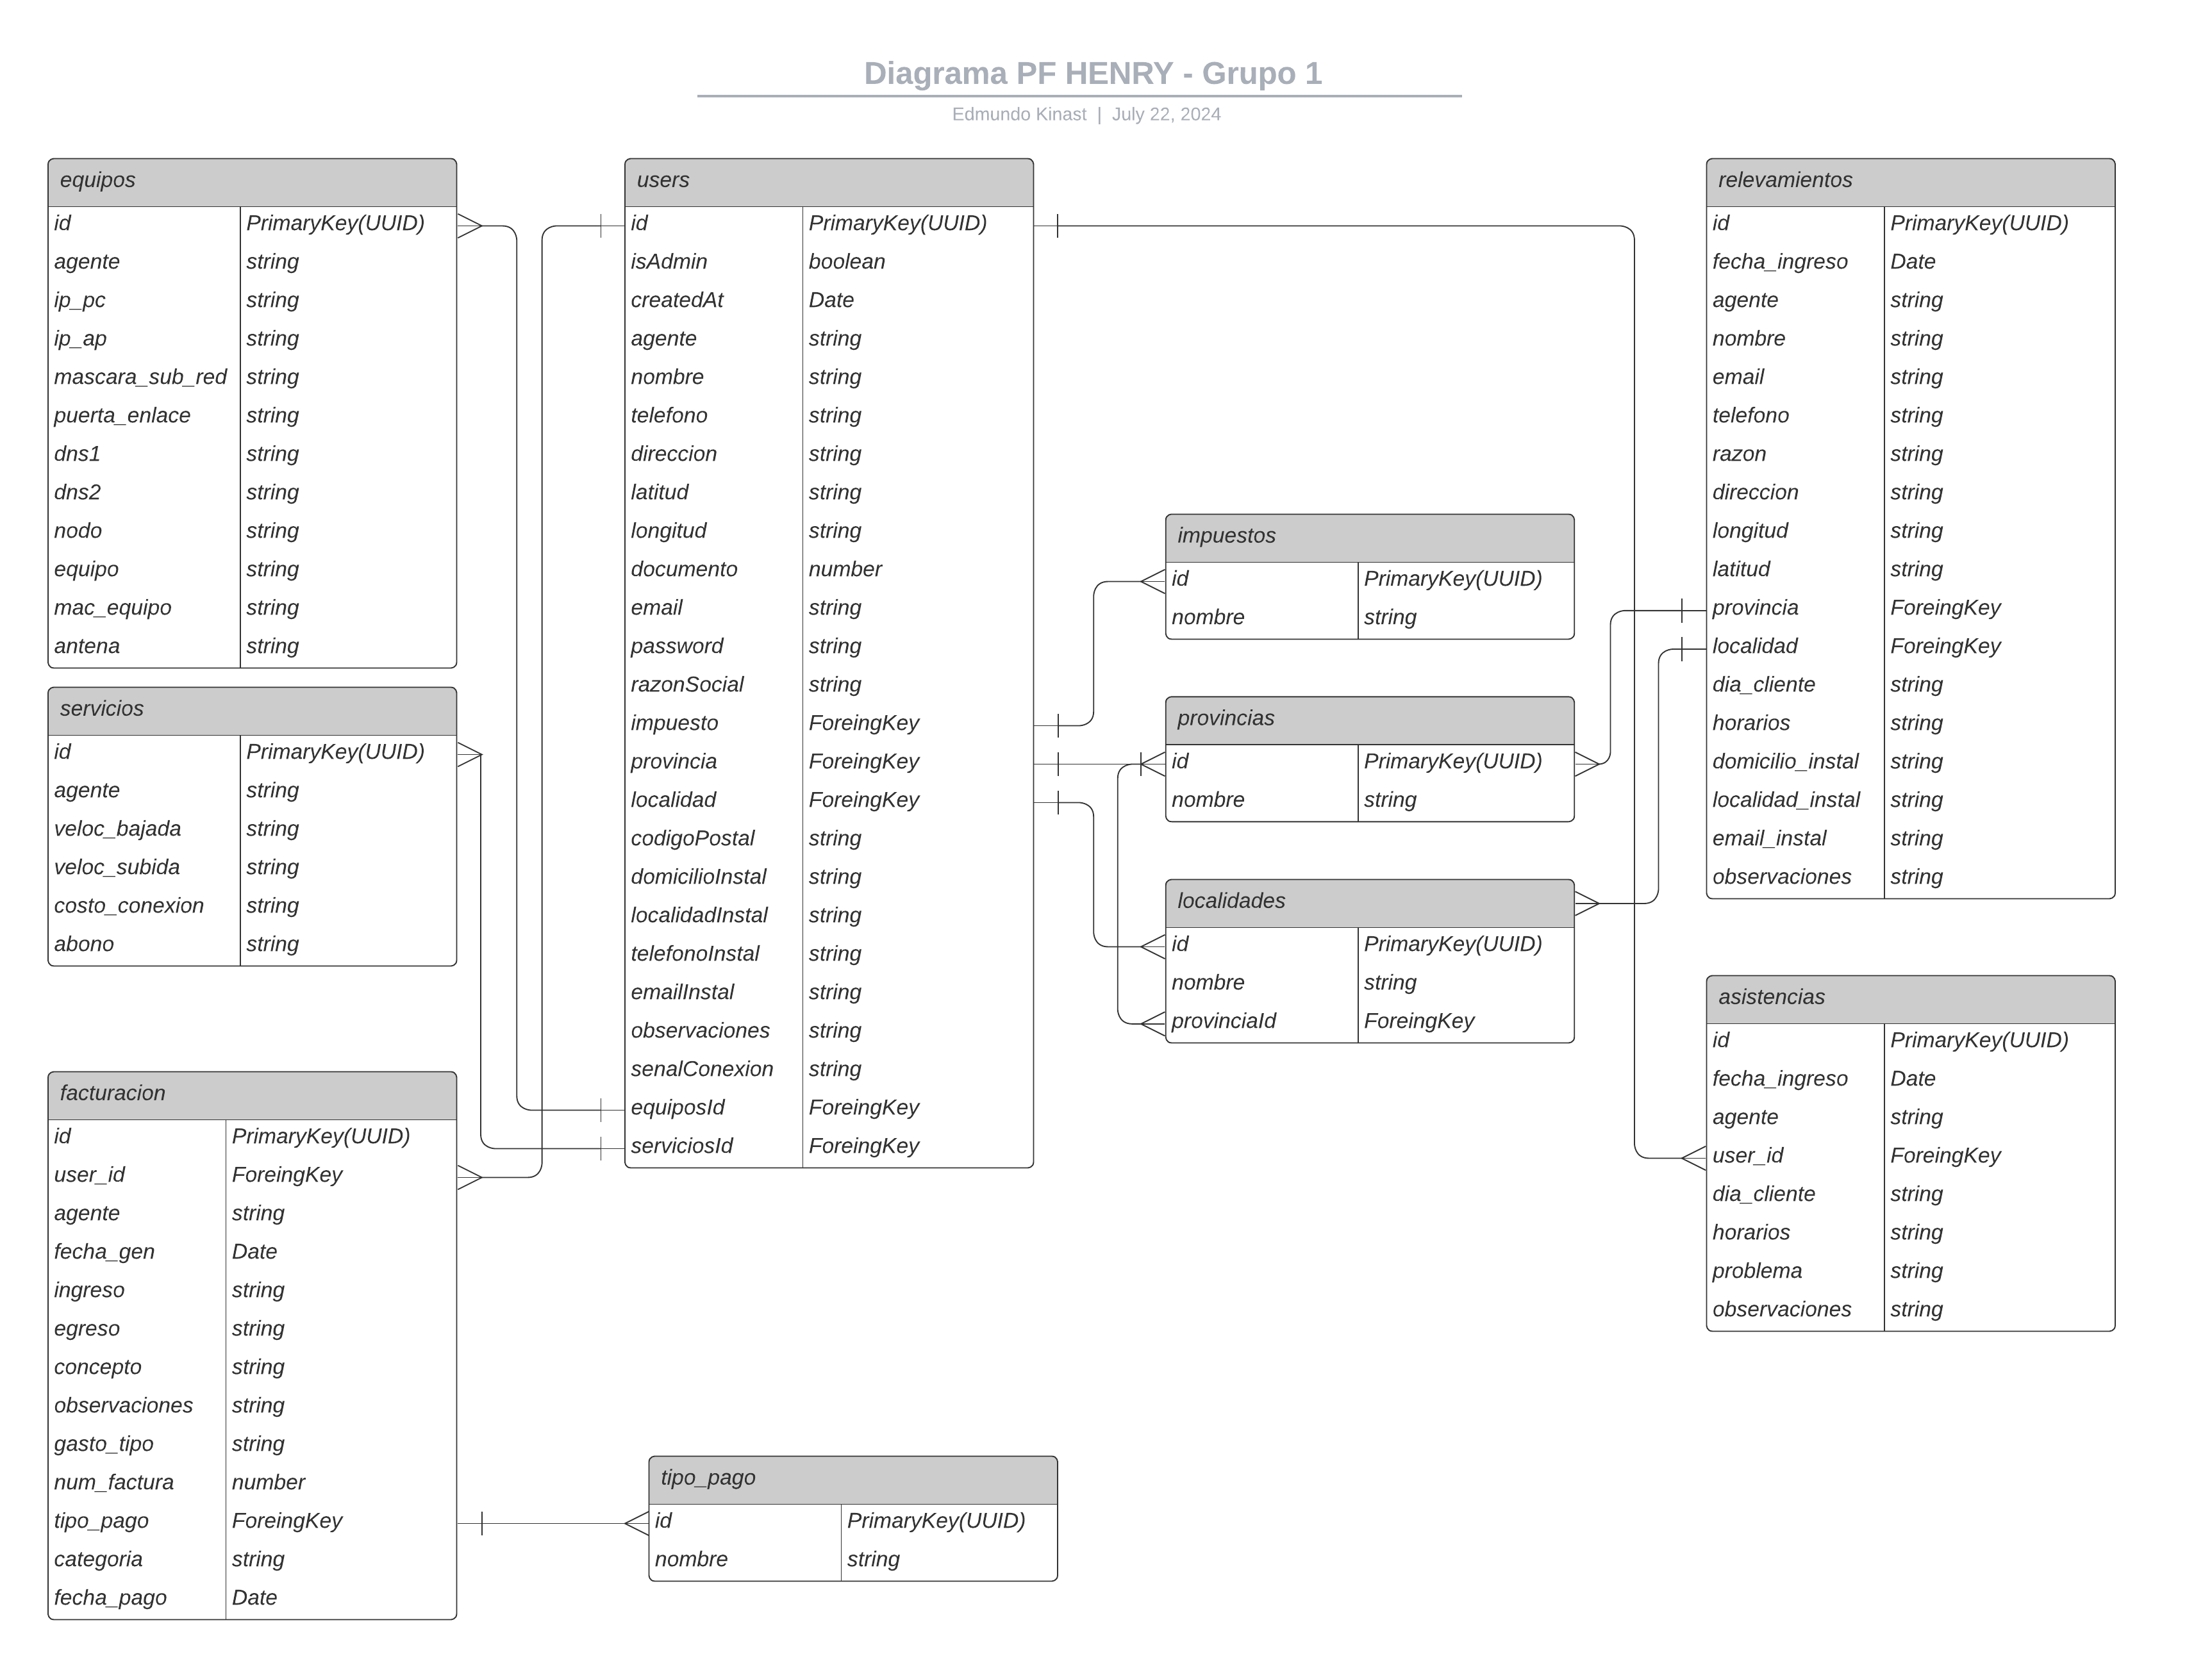 Diagrama PF HENRY - Grupo 1
Edmundo Kinast | July 22, 2024
equipos
id PrimaryKey(UUID)
agente string
ip_pc string
ip_ap string
mascara_sub_red string
puerta_enlace string
dns1 string
dns2 string
nodo string
equipo string
mac_equipo string
antena string
servicios
id PrimaryKey(UUID)
agente string
veloc_bajada string
veloc_subida string
costo_conexion string
abono string
facturacion
id PrimaryKey(UUID)
user_id ForeingKey
agente string
fecha_gen Date
ingreso string
egreso string
concepto string
observaciones string
gasto_tipo string
num_factura number
tipo_pago ForeingKey
categoria string
fecha_pago Date
users
id PrimaryKey(UUID)
isAdmin boolean
createdAt Date
agente string
nombre string
telefono string
direccion string
latitud string
longitud string
documento number
email string
password string
razonSocial string
impuesto ForeingKey
provincia ForeingKey
localidad ForeingKey
codigoPostal string
domicilioInstal string
localidadInstal string
telefonoInstal string
emailInstal string
observaciones string
senalConexion string
equiposId ForeingKey
serviciosId ForeingKey
tipo_pago
id PrimaryKey(UUID)
nombre string
impuestos
id PrimaryKey(UUID)
nombre string
provincias
id PrimaryKey(UUID)
nombre string
localidades
id PrimaryKey(UUID)
nombre string
provinciaId ForeingKey
relevamientos
id PrimaryKey(UUID)
fecha_ingreso Date
agente string
nombre string
email string
telefono string
razon string
direccion string
longitud string
latitud string
provincia ForeingKey
localidad ForeingKey
dia_cliente string
horarios string
domicilio_instal string
localidad_instal string
email_instal string
observaciones string
asistencias
id PrimaryKey(UUID)
fecha_ingreso Date
agente string
user_id ForeingKey
dia_cliente string
horarios string
problema string
observaciones string